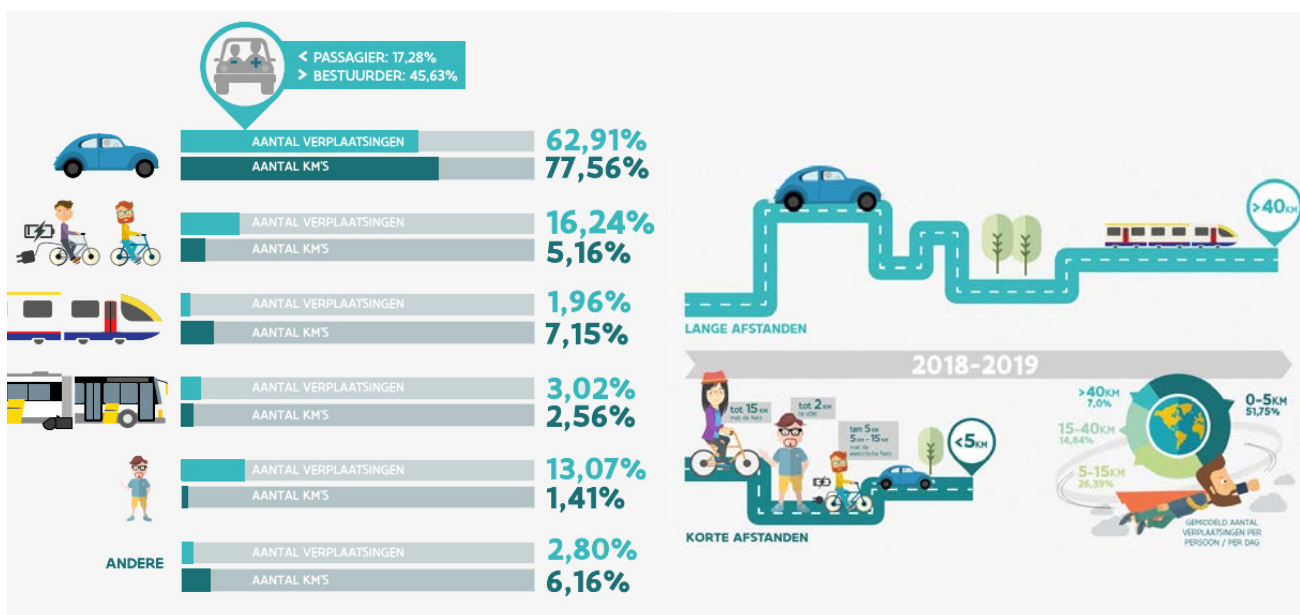 < PASSAGIER: 17,28%
> BESTUURDER: 45,63%
AANTAL VERPLAATSINGEN 62,91%
AANTAL KM'S 77,56%
AANTAL VERPLAATSINGEN 16,24%
AANTAL KM'S 5,16%
AANTAL VERPLAATSINGEN 1,96%
AANTAL KM'S 7,15%
AANTAL VERPLAATSINGEN 3,02%
AANTAL KM'S 2,56%
AANTAL VERPLAATSINGEN 13,07%
AANTAL KM'S 1,41%
ANDERE
AANTAL VERPLAATSINGEN 2,80%
AANTAL KM'S 6,16%
>40KM
LANGE AFSTANDEN
2018-2019
tot 15 KM
met de fiets
tot 2 KM
te voet
tem 5 KM
5 KM - 15 KM
met de
elektrische fiets
<5KM
KORTE AFSTANDEN
>40KM
7,0%
0-5KM
51,75%
15-40KM
14,84%
5-15KM
26,39%
GEMIDDELD AANTAL
VERPLAATSINGEN PER
PERSOON / PER DAG